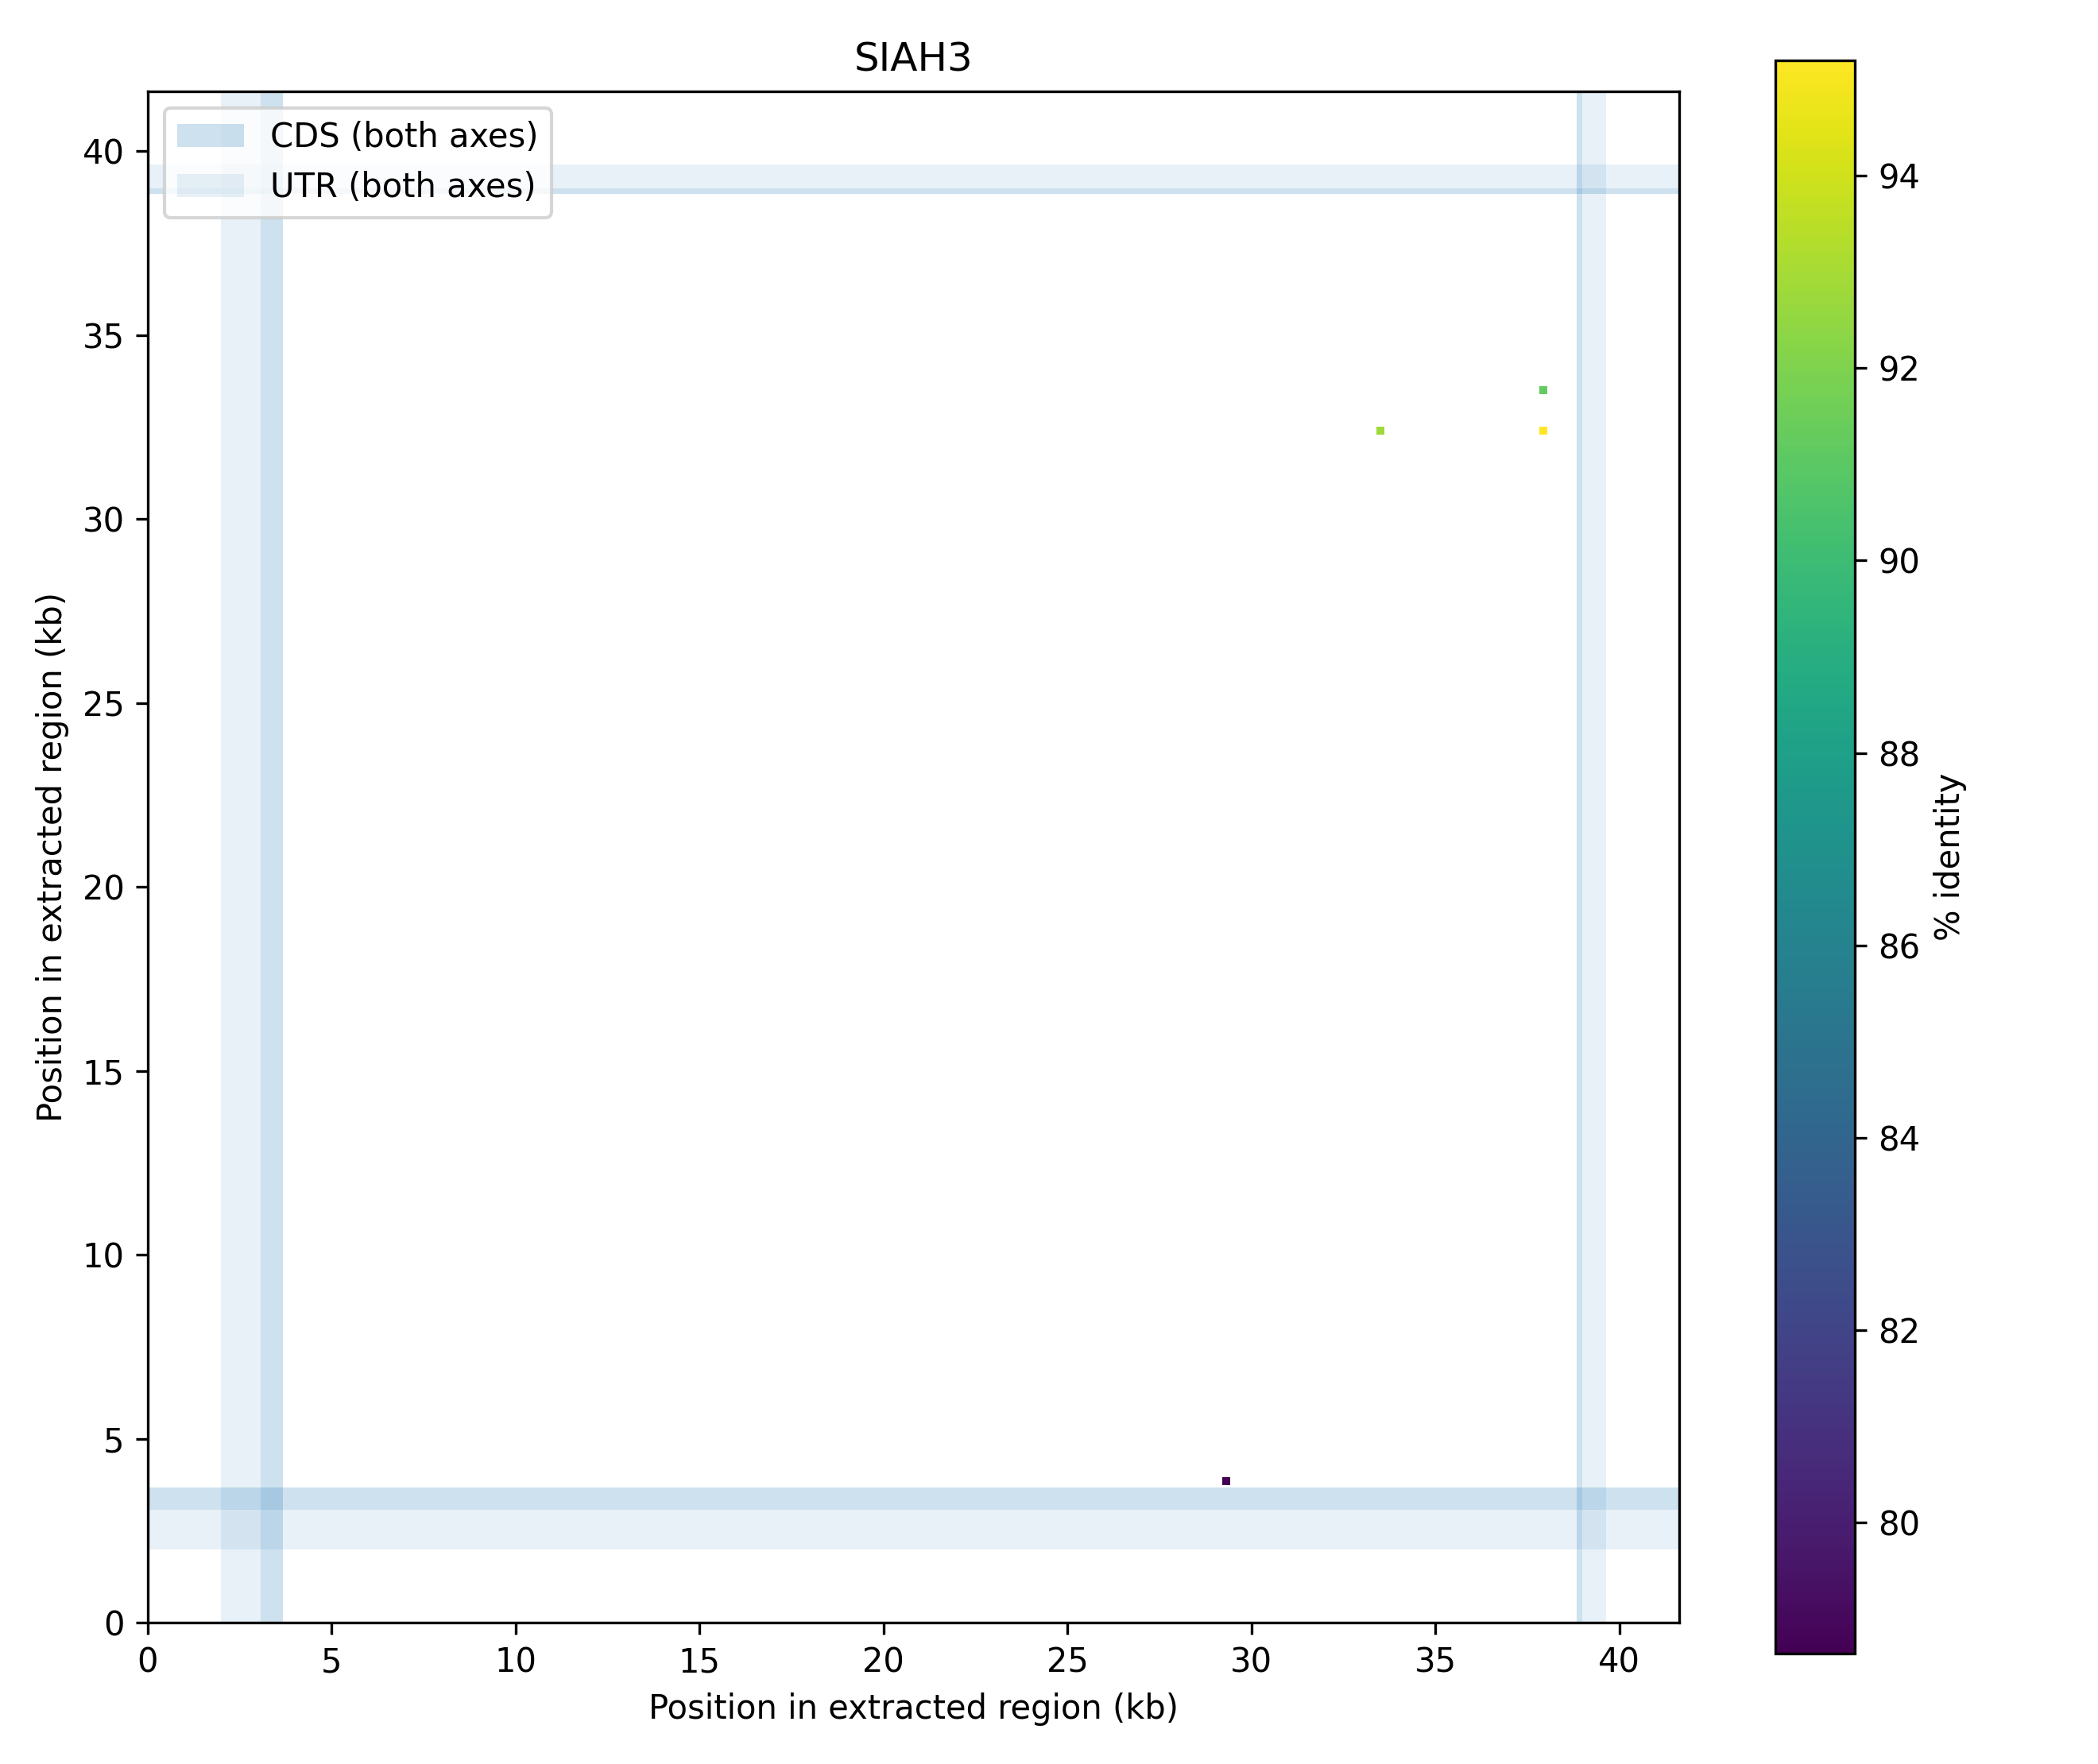 SIAH3
CDS (both axes)
UTR (both axes)
Position in extracted region (kb)
40
35
30
25
20
15
10
5
0
0 5 10 15 20 25 30 35 40
Position in extracted region (kb)
94
92
90
88
86
84
82
80
% identity